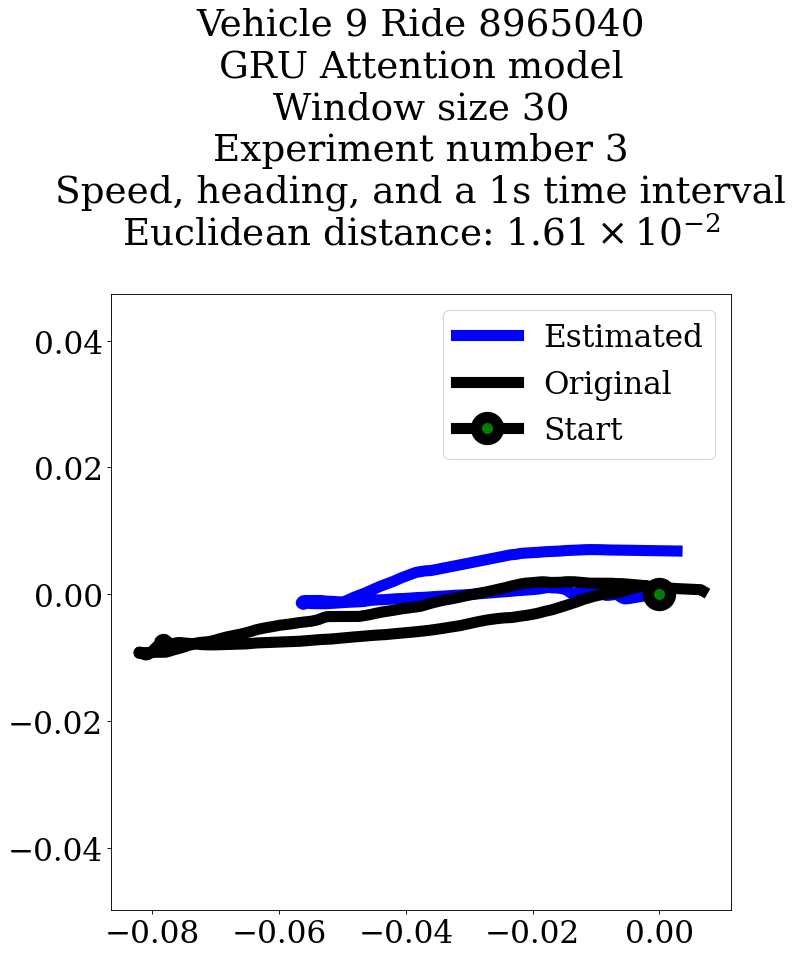 Vehicle 9 Ride 8965040
GRU Attention model
Window size 30
Experiment number 3
Speed, heading, and a 1s time interval
Euclidean distance: 1.61 × 10⁻²
Estimated
Original
Start
0.04
0.02
0.00
−0.02
−0.04
−0.08 −0.06 −0.04 −0.02 0.00